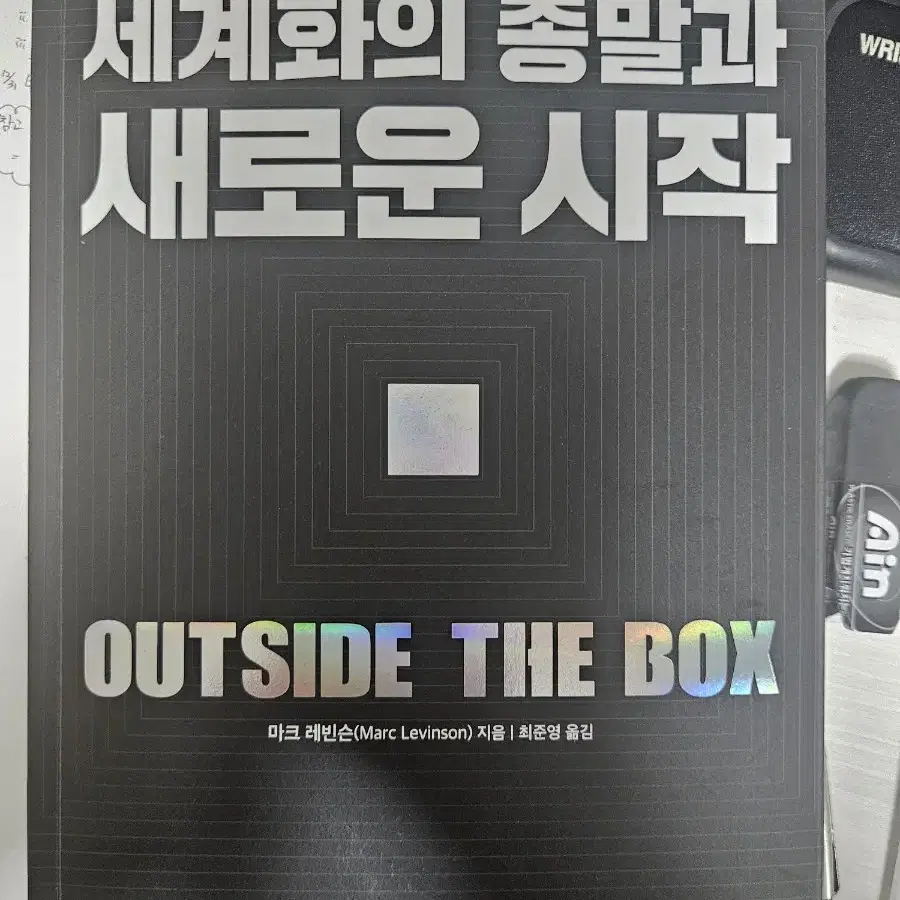 세계화의 종말과
새로운 시작
OUTSIDE THE BOX
마크 레빈슨(Marc Levinson) 지음 | 최준영 옮김
Ain